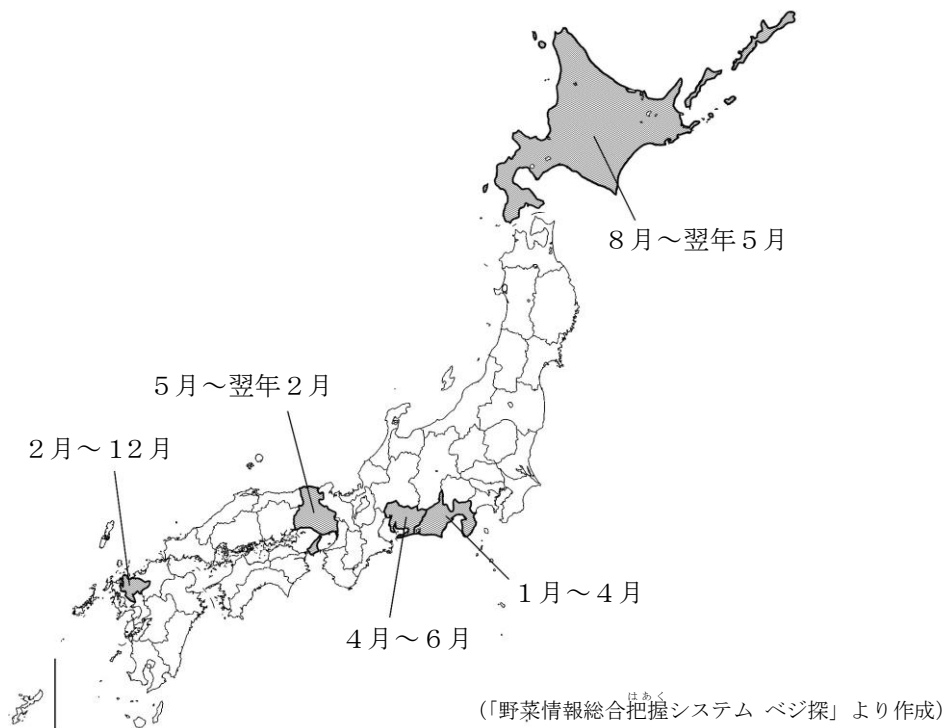 8月～翌年5月
5月～翌年2月
2月～12月
1月～4月
4月～6月
はあく
(「野菜情報総合把握システム ベジ探」より作成)